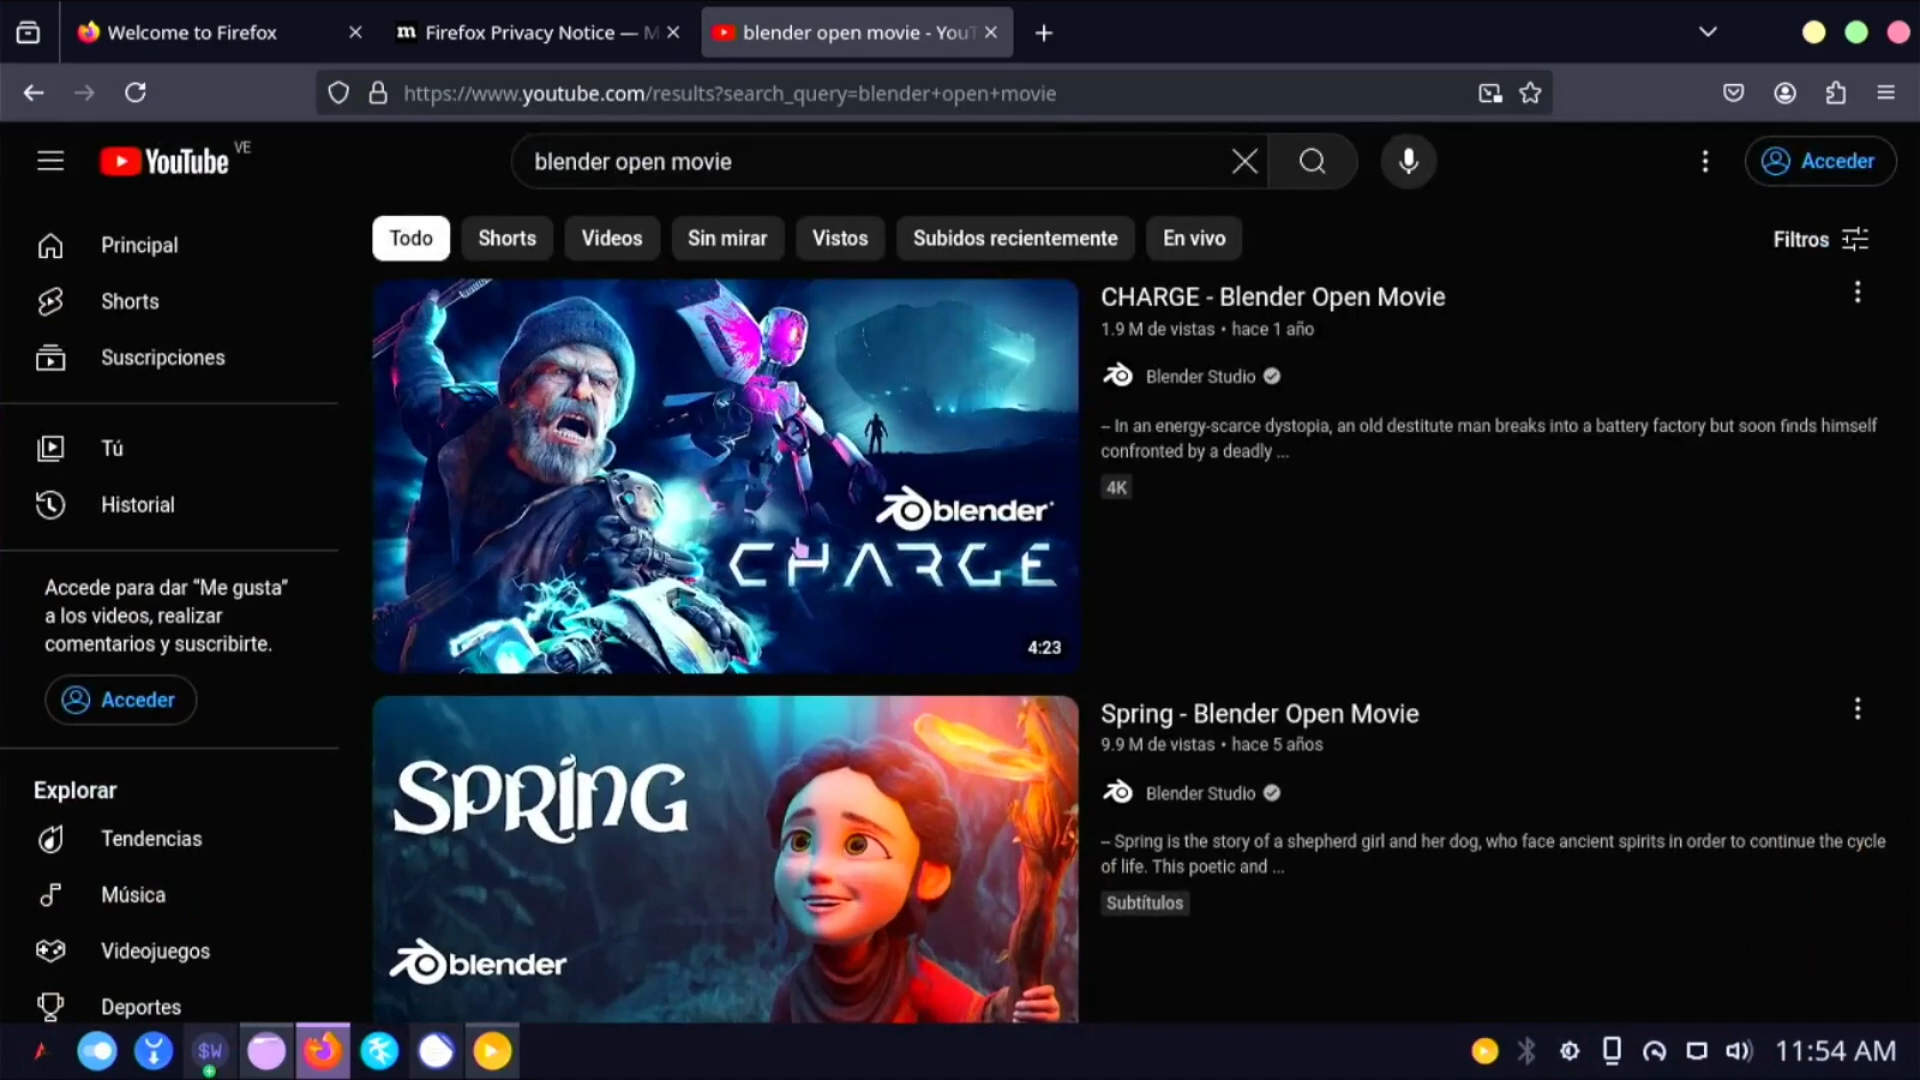 Welcome to Firefox
Firefox Privacy Notice — M
blender open movie - YouT
https://www.youtube.com/results?search_query=blender+open+movie
YouTube VE
blender open movie
Acceder
Principal
Shorts
Suscripciones
Tú
Historial
Accede para dar “Me gusta”
a los videos, realizar
comentarios y suscribirte.
Acceder
Explorar
Tendencias
Música
Videojuegos
Deportes
Todo
Shorts
Videos
Sin mirar
Vistos
Subidos recientemente
En vivo
Filtros
blender
CHARGE
4:23
CHARGE - Blender Open Movie
1.9 M de vistas • hace 1 año
Blender Studio
– In an energy-scarce dystopia, an old destitute man breaks into a battery factory but soon finds himself
confronted by a deadly ...
4K
SPRING
blender
Spring - Blender Open Movie
9.9 M de vistas • hace 5 años
Blender Studio
– Spring is the story of a shepherd girl and her dog, who face ancient spirits in order to continue the cycle
of life. This poetic and ...
Subtítulos
$W
11:54 AM